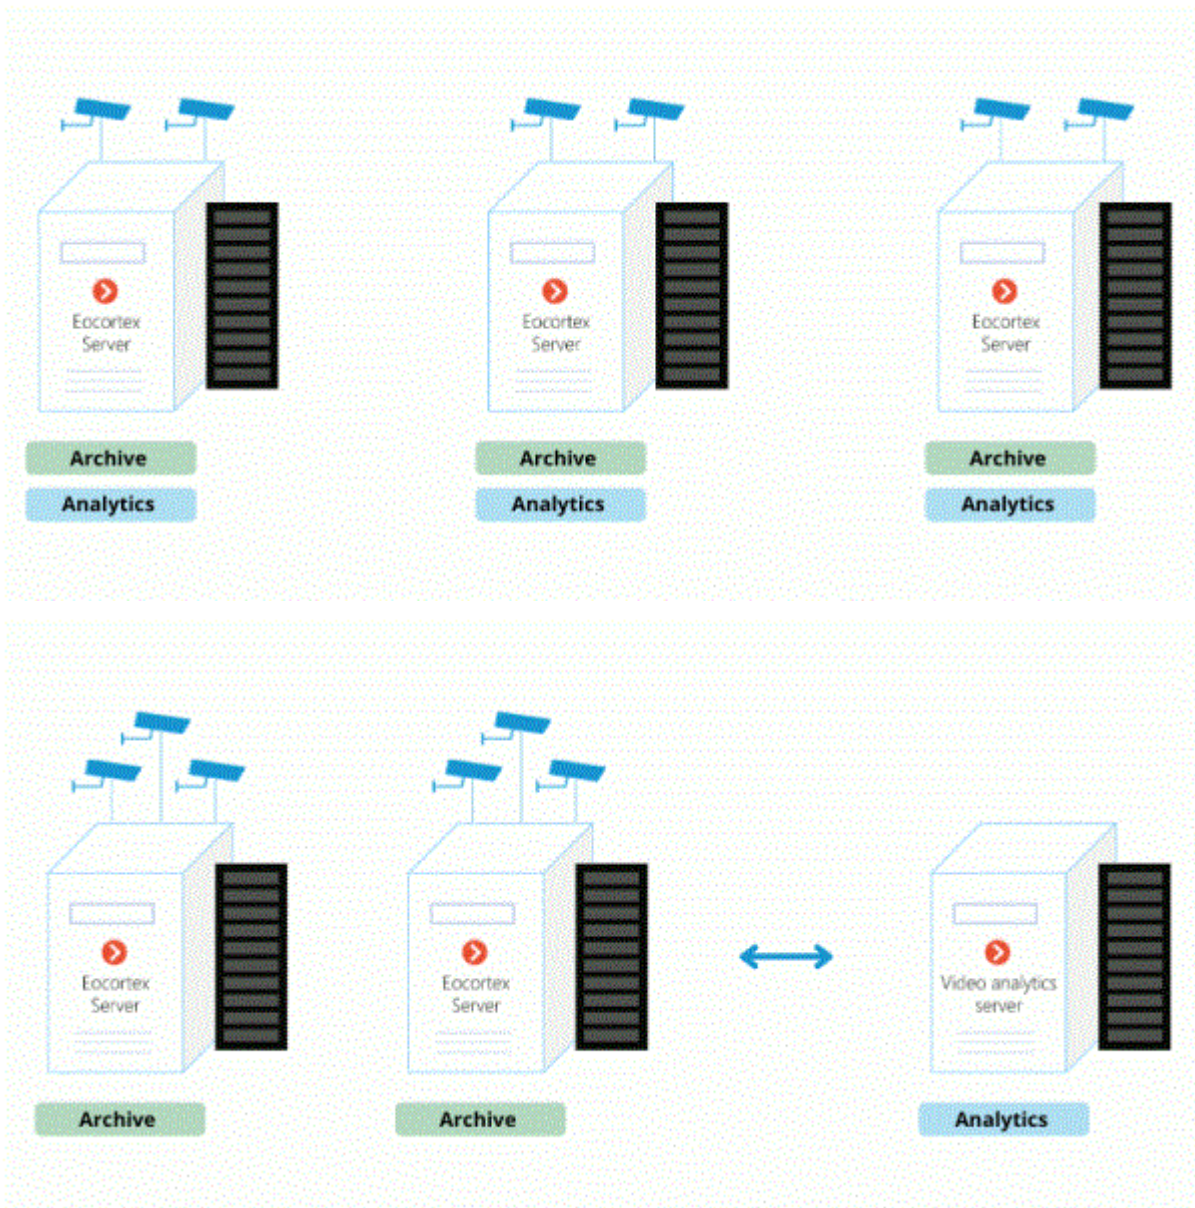 Eocortex
Server
Eocortex
Server
Eocortex
Server
Archive
Archive
Archive
Analytics
Analytics
Analytics
Eocortex
Server
Eocortex
Server
Video analytics
server
Archive
Archive
Analytics